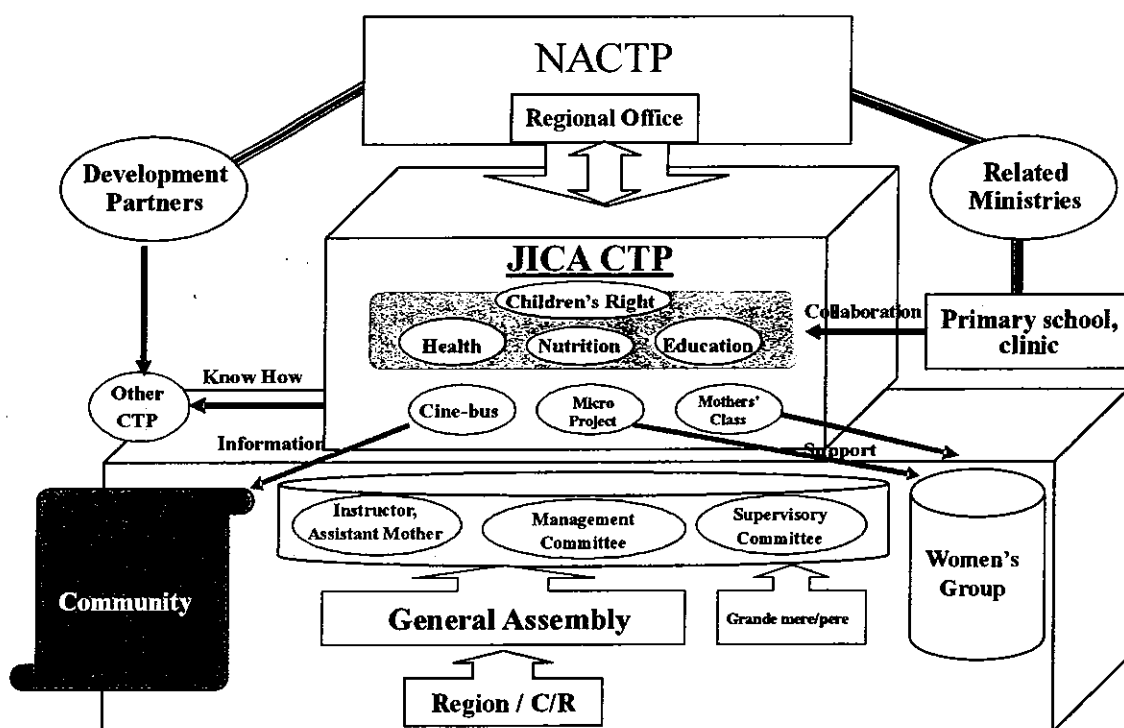 NACTP
Regional Office
Development
Partners
Related
Ministries
JICA CTP
Children's Right
Health
Nutrition
Education
Collaboration
Primary school,
clinic
Other
CTP
Know How
Cine-bus
Micro
Project
Mothers'
Class
Information
Support
Instructor,
Assistant Mother
Management
Committee
Supervisory
Committee
Community
Women's
Group
General Assembly
Grande mere/pere
Region / C/R